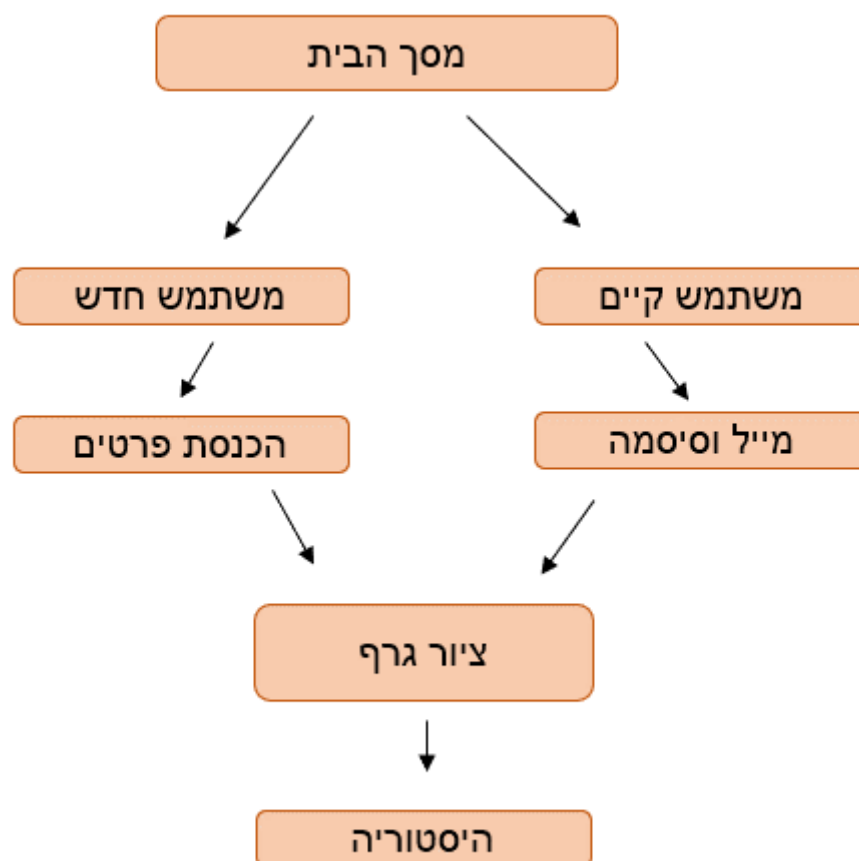 מסך הבית
משתמש קיים
משתמש חדש
מייל וסיסמה
הכנסת פרטים
ציור גרף
היסטוריה